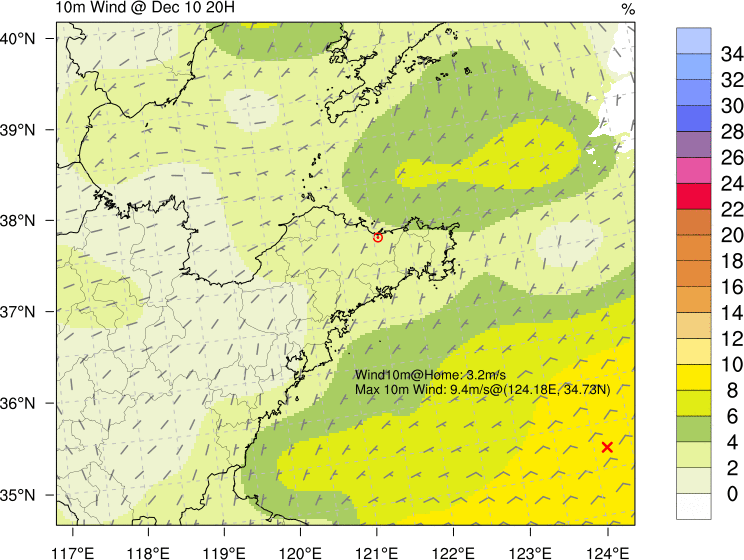 10m Wind @ Dec 10 20H
%
40°N
39°N
38°N
37°N
36°N
35°N
Wind10m@Home: 3.2m/s
Max 10m Wind: 9.4m/s@(124.18E, 34.73N)
117°E
118°E
119°E
120°E
121°E
122°E
123°E
124°E
34
32
30
28
26
24
22
20
18
16
14
12
10
8
6
4
2
0